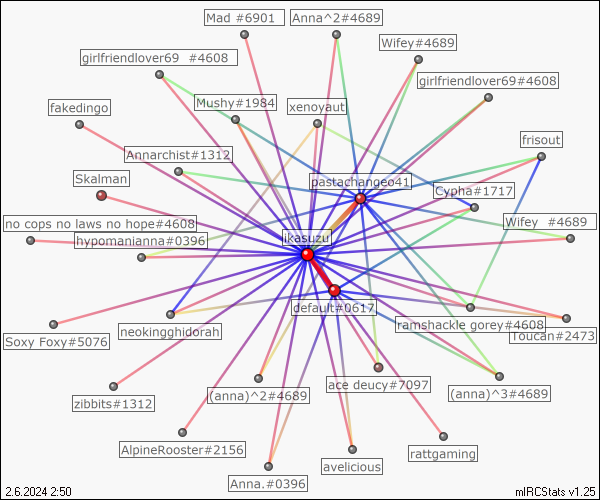 Mad #6901
Anna^2#4689
Wifey#4689
girlfriendlover69  #4608
girlfriendlover69#4608
fakedingo
Mushy#1984
xenoyaut
frisout
Annarchist#1312
Skalman
pastachangeo41
Cypha#1717
no cops no laws no hope#4608
Wifey  #4689
hypomanianna#0396
ikasuzu
default#0617
neokingghidorah
ramshackle gorey#4608
Toucan#2473
Soxy Foxy#5076
ace deucy#7097
(anna)^2#4689
(anna)^3#4689
zibbits#1312
AlpineRooster#2156
rattgaming
avelicious
Anna.#0396
2.6.2024 2:50
mIRCStats v1.25